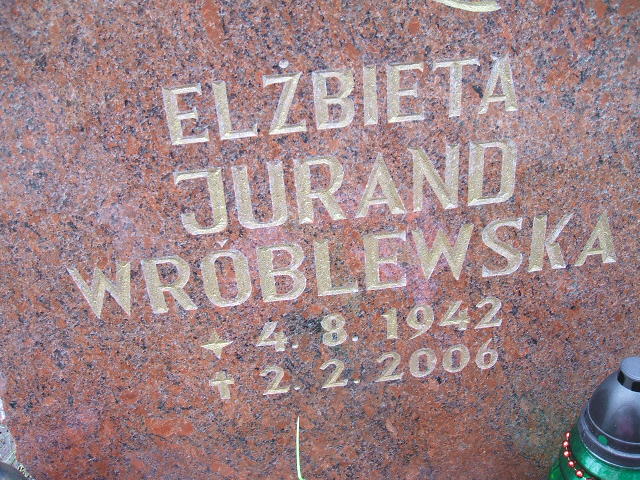 ELŻBIETA
JURAND
WRÓBLEWSKA
4.8.1942
✝ 2.2.2006